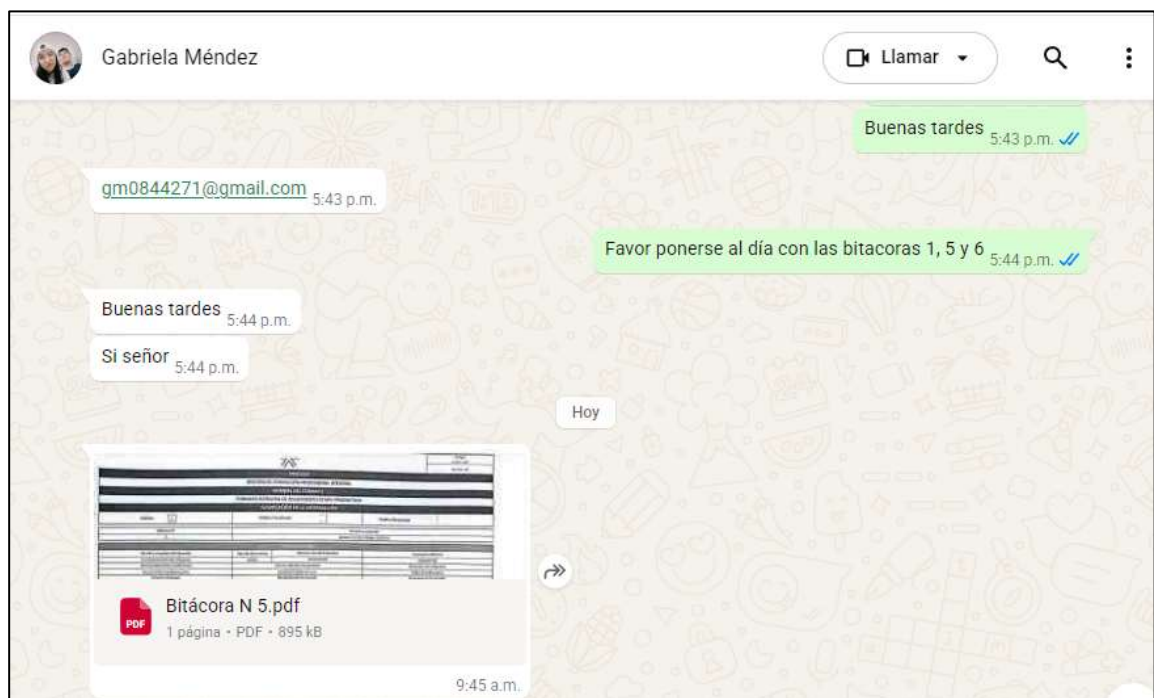 Gabriela Méndez
Llamar
Buenas tardes 5:43 p.m.
gm0844271@gmail.com 5:43 p.m.
Favor ponerse al día con las bitacoras 1, 5 y 6 5:44 p.m.
Buenas tardes 5:44 p.m.
Si señor 5:44 p.m.
Hoy
PDF
Bitácora N 5.pdf
1 página • PDF • 895 kB
9:45 a.m.